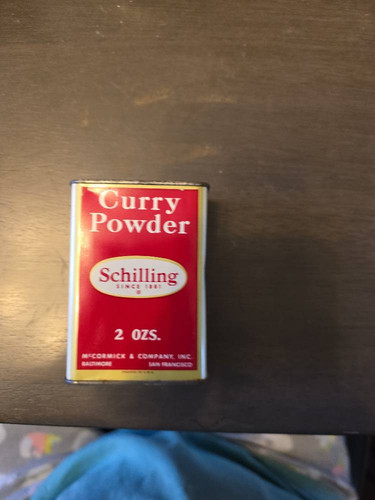 Curry
Powder
Schilling
SINCE 1881
®
2 OZS.
McCORMICK & COMPANY, INC.
BALTIMORE SAN FRANCISCO